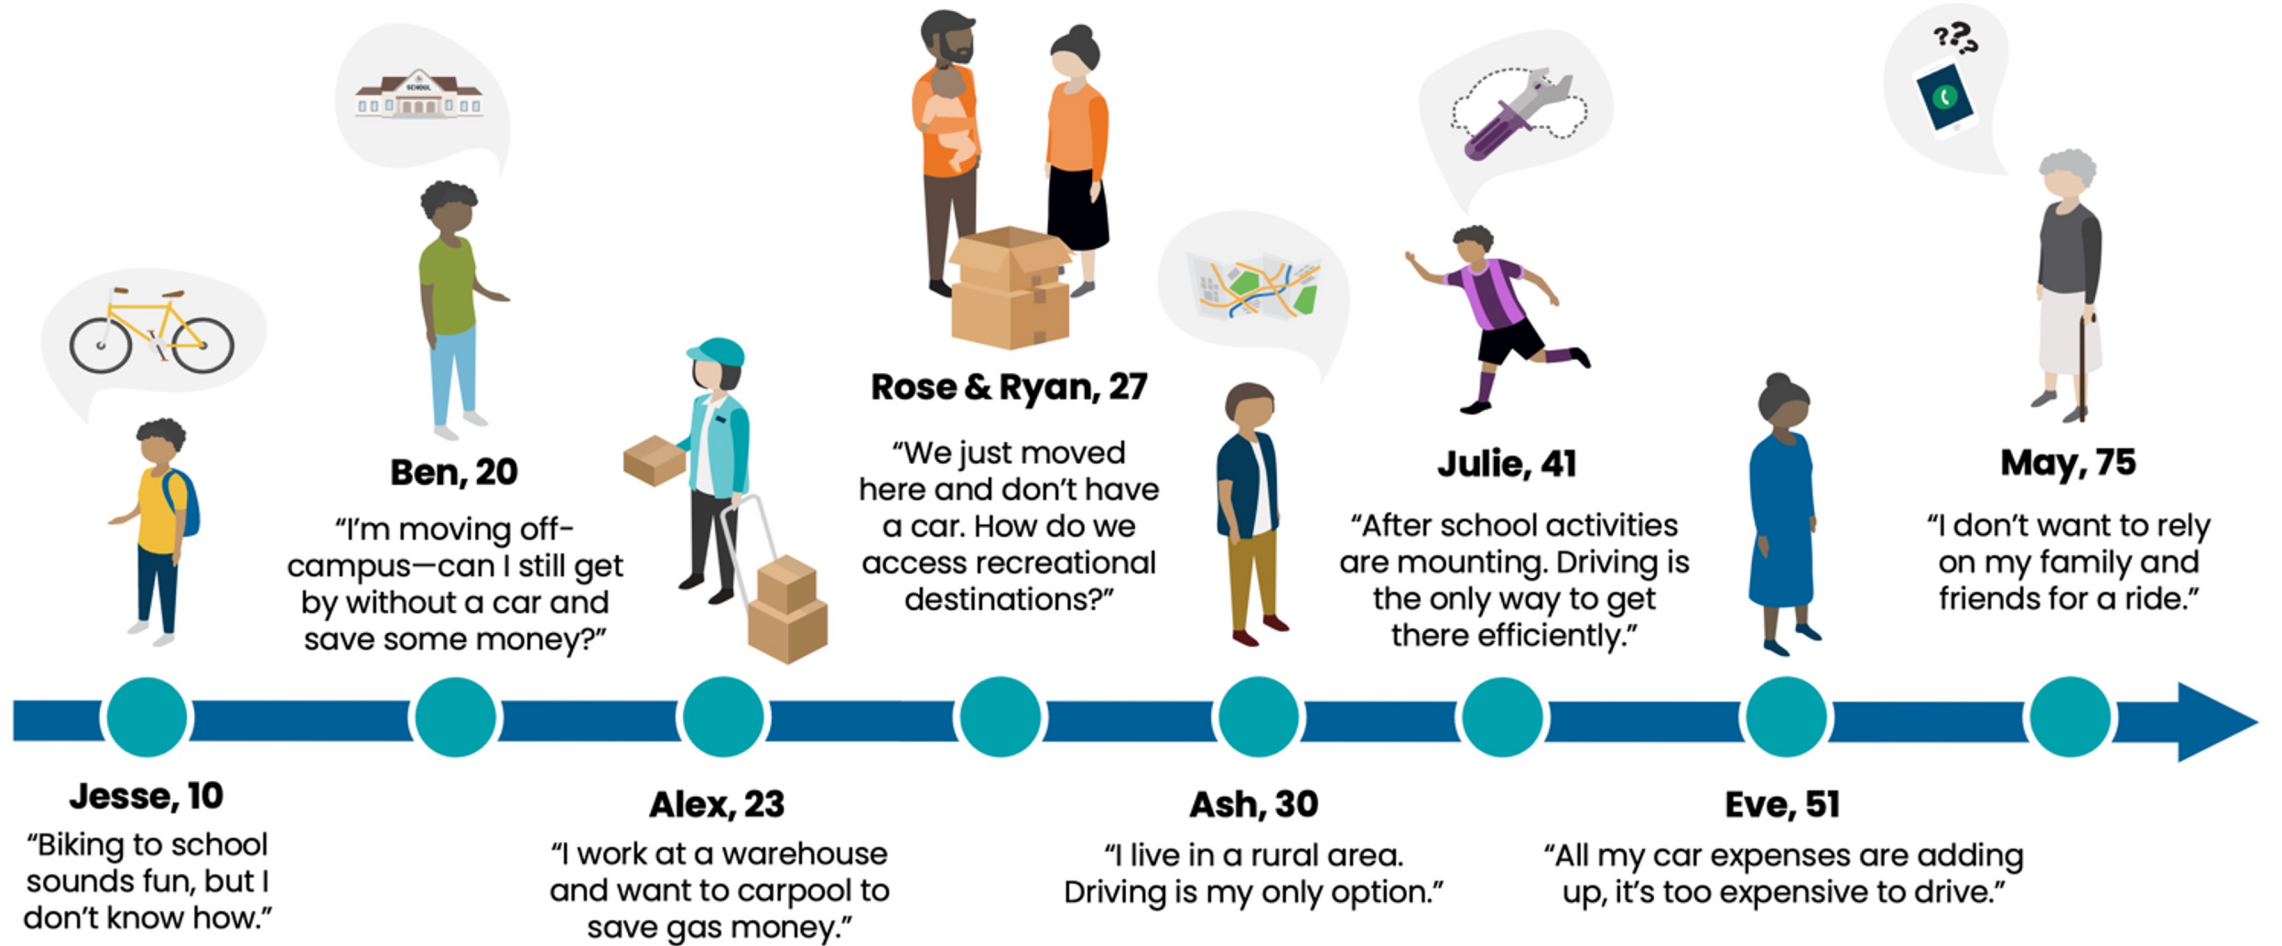 SCHOOL
???
Jesse, 10
“Biking to school
sounds fun, but I
don’t know how.”
Ben, 20
“I’m moving off-
campus—can I still get
by without a car and
save some money?”
Alex, 23
“I work at a warehouse
and want to carpool to
save gas money.”
Rose & Ryan, 27
“We just moved
here and don’t have
a car. How do we
access recreational
destinations?”
Ash, 30
“I live in a rural area.
Driving is my only option.”
Julie, 41
“After school activities
are mounting. Driving is
the only way to get
there efficiently.”
Eve, 51
“All my car expenses are adding
up, it’s too expensive to drive.”
May, 75
“I don’t want to rely
on my family and
friends for a ride.”